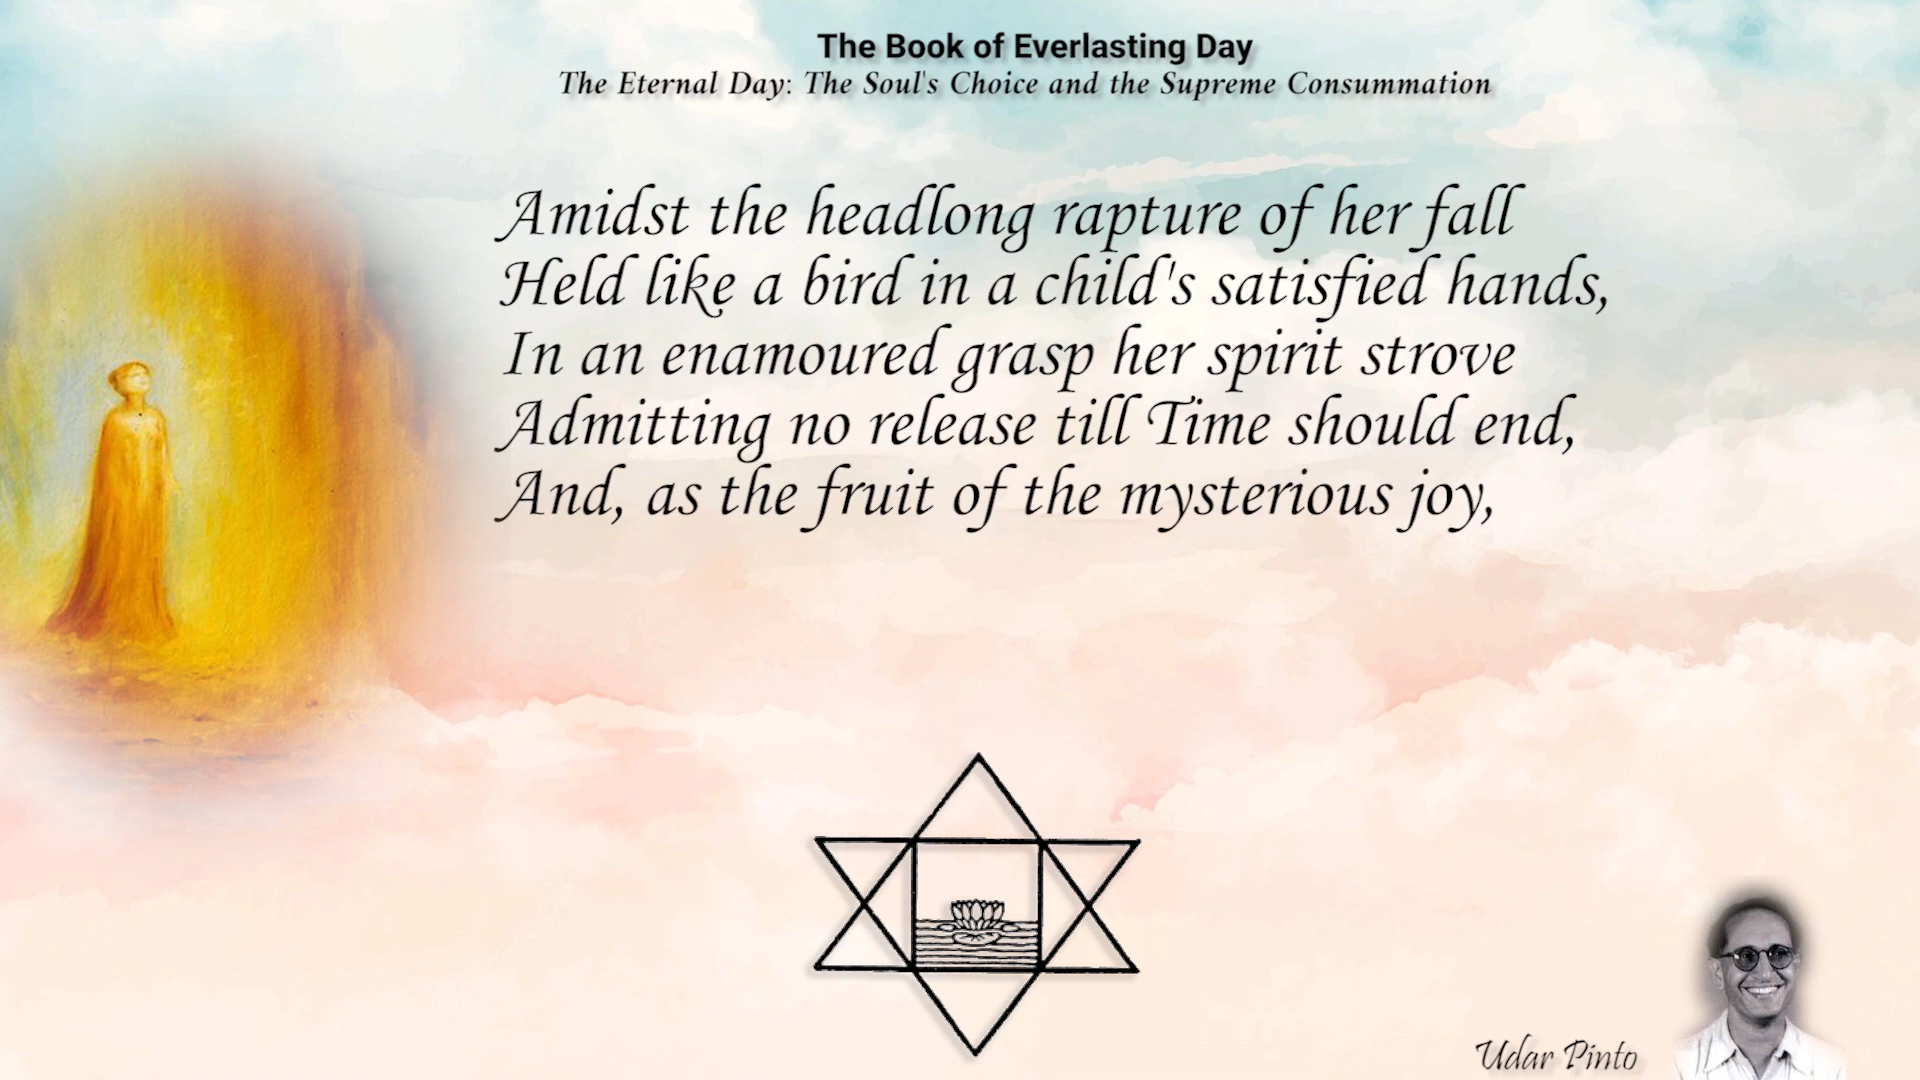 The Book of Everlasting Day
The Eternal Day: The Soul's Choice and the Supreme Consummation
Amidst the headlong rapture of her fall
Held like a bird in a child's satisfied hands,
In an enamoured grasp her spirit strove
Admitting no release till Time should end,
And, as the fruit of the mysterious joy,
Udar Pinto